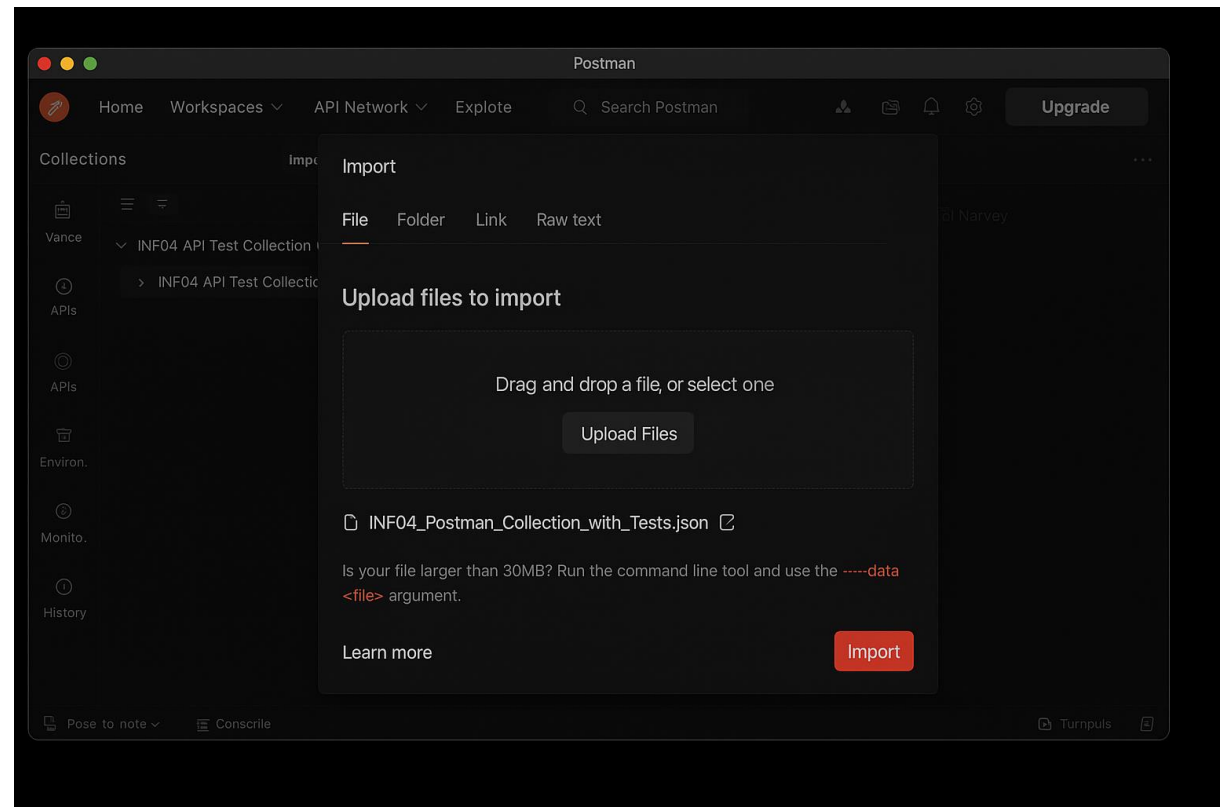 Postman
Home Workspaces API Network Explote Search Postman Upgrade
Collections
Impo
Import
File Folder Link Raw text
Narvey
Vance
INF04 API Test Collection
INF04 API Test Collectic
APIs
Upload files to import
APIs
Drag and drop a file, or select one
Upload Files
Environ.
INF04_Postman_Collection_with_Tests.json
Monito.
Is your file larger than 30MB? Run the command line tool and use the -----data
<file> argument.
History
Learn more
Import
Pose to note Conscrile Turnpuls